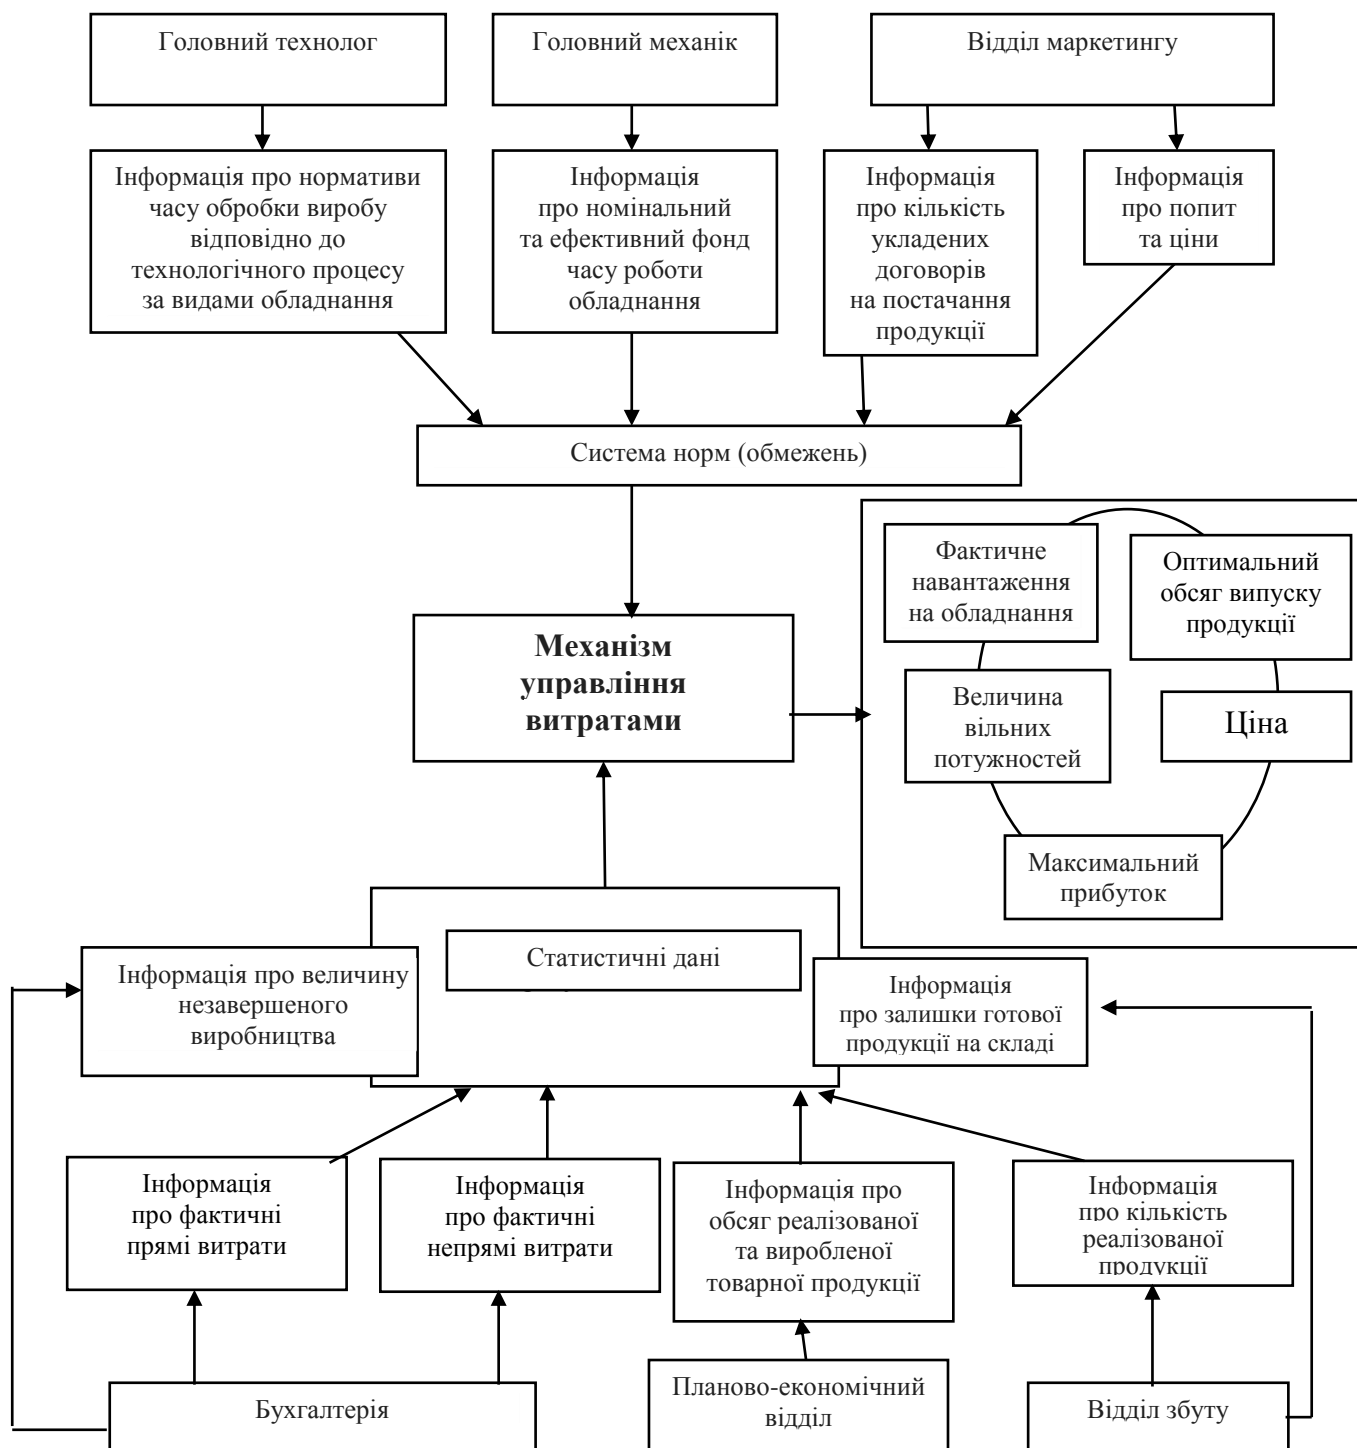 Головний технолог
Головний механік
Відділ маркетингу
Інформація про нормативи
часу обробки виробу
відповідно до
технологічного процесу
за видами обладнання
Інформація
про номінальний
та ефективний фонд
часу роботи
обладнання
Інформація
про кількість
укладених
договорів
на постачання
продукції
Інформація
про попит
та ціни
Система норм (обмежень)
Фактичне
навантаження
на обладнання
Оптимальний
обсяг випуску
продукції
Механізм
управління
витратами
Величина
вільних
потужностей
Ціна
Максимальний
прибуток
Статистичні дані
Інформація про величину
незавершеного
виробництва
Інформація
про залишки готової
продукції на складі
Інформація
про фактичні
прямі витрати
Інформація
про фактичні
непрямі витрати
Інформація про
обсяг реалізованої
та виробленої
товарної продукції
Інформація
про кількість
реалізованої
продукції
Бухгалтерія
Планово-економічний
відділ
Відділ збуту